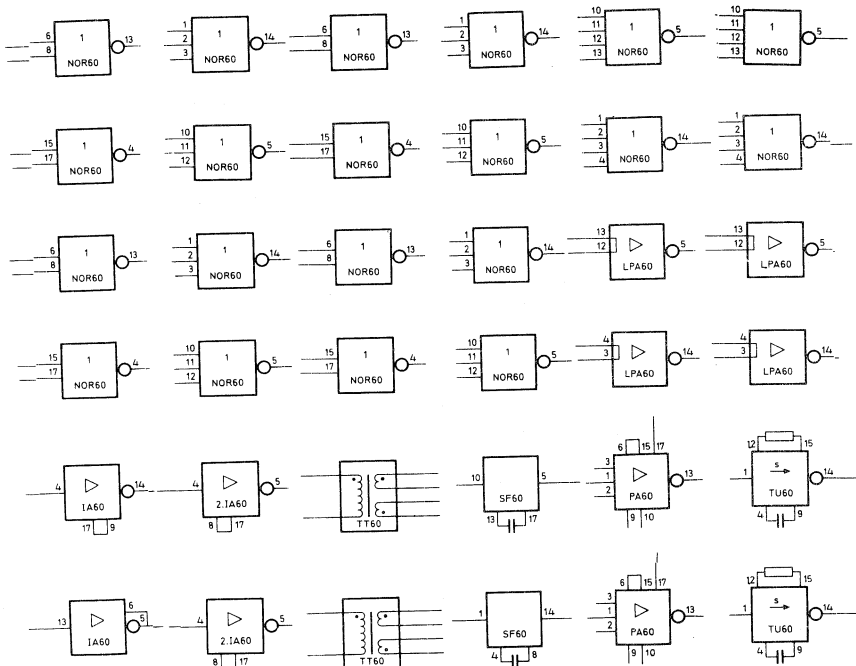 6 8 1 NOR60 13
1 2 3 1 NOR60 14
6 8 1 NOR60 13
1 2 3 1 NOR60 14
10 11 12 13 1 NOR60 5
10 11 12 13 1 NOR60 5
15 17 1 NOR60 4
10 11 12 1 NOR60 5
15 17 1 NOR60 4
10 11 12 1 NOR60 5
1 2 3 4 1 NOR60 14
1 2 3 4 1 NOR60 14
6 8 1 NOR60 13
1 2 3 1 NOR60 14
6 8 1 NOR60 13
1 2 3 1 NOR60 14
13 12 LPA60 5
13 12 LPA60 5
15 17 1 NOR60 4
10 11 12 1 NOR60 5
15 17 1 NOR60 4
10 11 12 1 NOR60 5
4 3 LPA60 14
4 3 LPA60 14
4 IA60 14 17 9
4 2.IA60 5 8 17
TT60
10 SF60 5 13 17
6 15 17 3 1 2 PA60 13 9 10
12 15 1 s TU60 14 4 9
13 IA60 6 5
4 2.IA60 5 8 17
TT60
1 SF60 14 4 8
6 15 17 3 1 2 PA60 13 9 10
12 15 1 s TU60 14 4 9